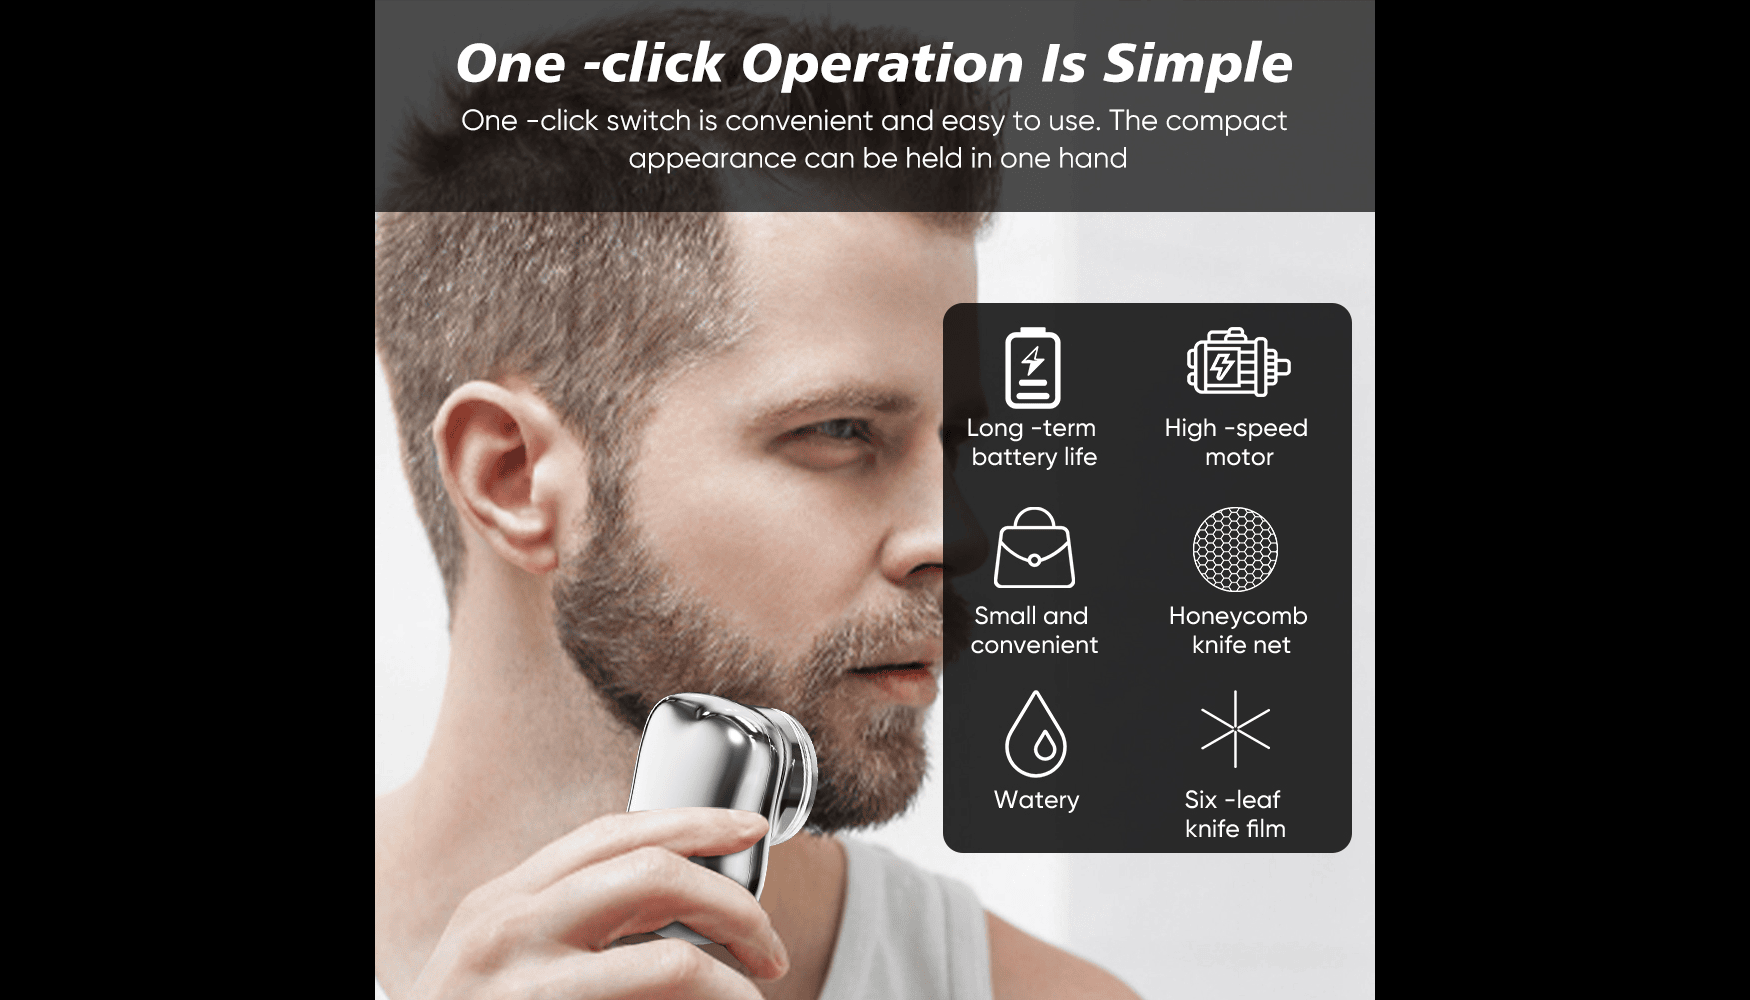 One -click Operation Is Simple
One -click switch is convenient and easy to use. The compact
appearance can be held in one hand
Long -term
battery life
High -speed
motor
Small and
convenient
Honeycomb
knife net
Watery
Six -leaf
knife film